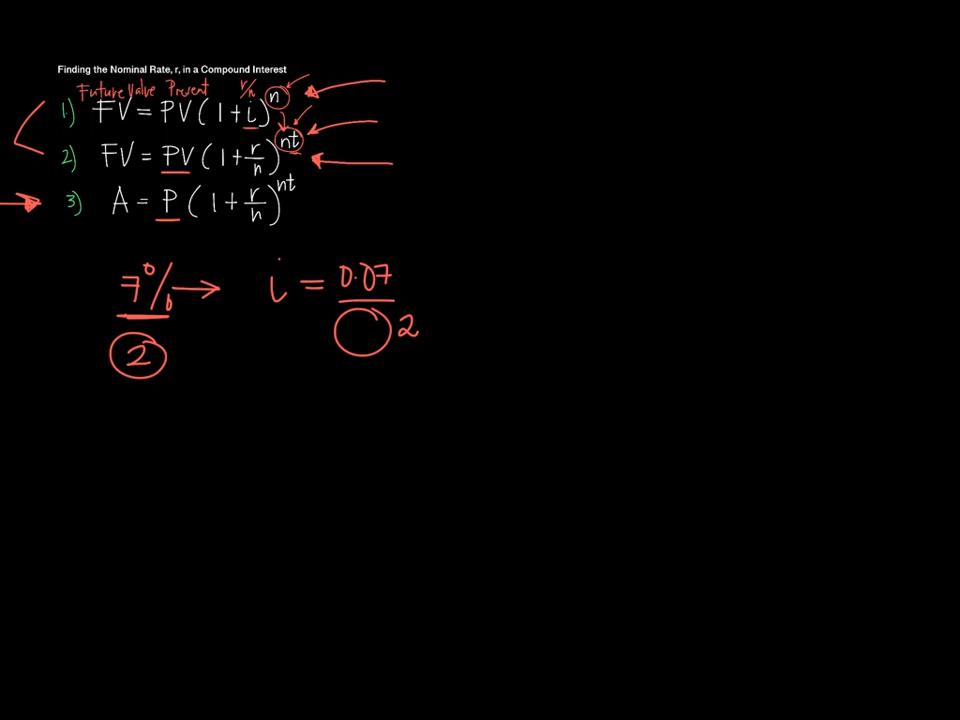 Finding the Nominal Rate, r, in a Compound Interest
Future Value Present r/n
1.) FV = PV ( 1 + i )^n
2) FV = PV ( 1 + r/n )^nt
3) A = P ( 1 + r/n )^nt
7% → i = 0.07
2 2